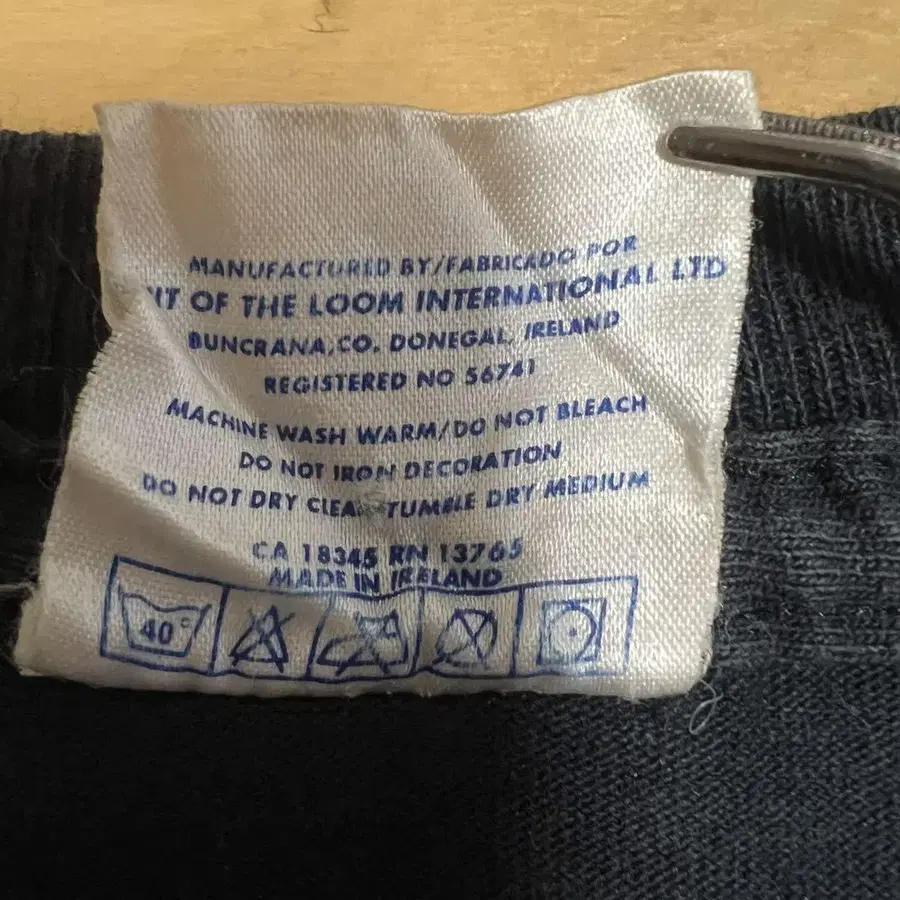 MANUFACTURED BY/FABRICADO POR
IT OF THE LOOM INTERNATIONAL LTD
BUNCRANA, CO. DONEGAL, IRELAND
REGISTERED NO 56741
MACHINE WASH WARM/DO NOT BLEACH
DO NOT IRON DECORATION
DO NOT DRY CLEA TUMBLE DRY MEDIUM
CA 18345 RN 13765
MADE IN IRELAND
40°